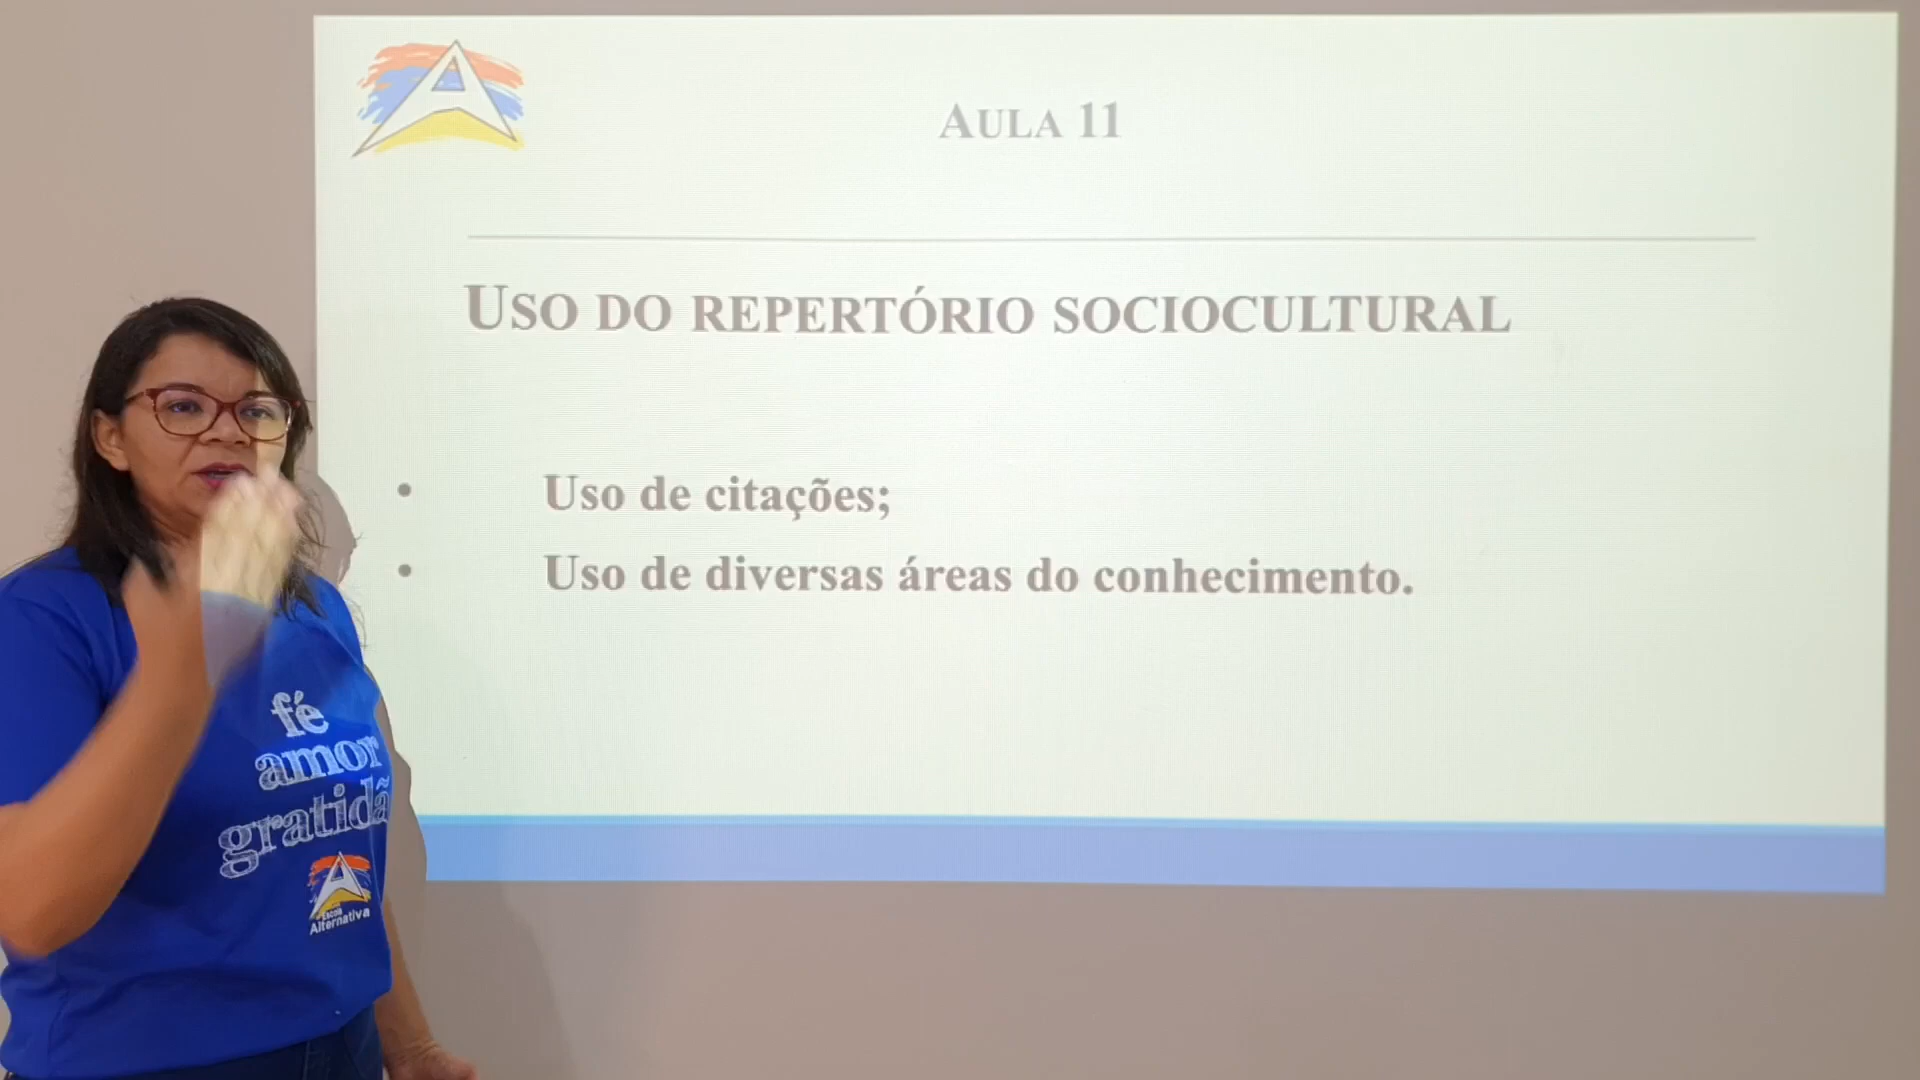 AULA 11
USO DO REPERTÓRIO SOCIOCULTURAL
• Uso de citações;
• Uso de diversas áreas do conhecimento.
fé
amor
gratidã
Escola
Alternativa